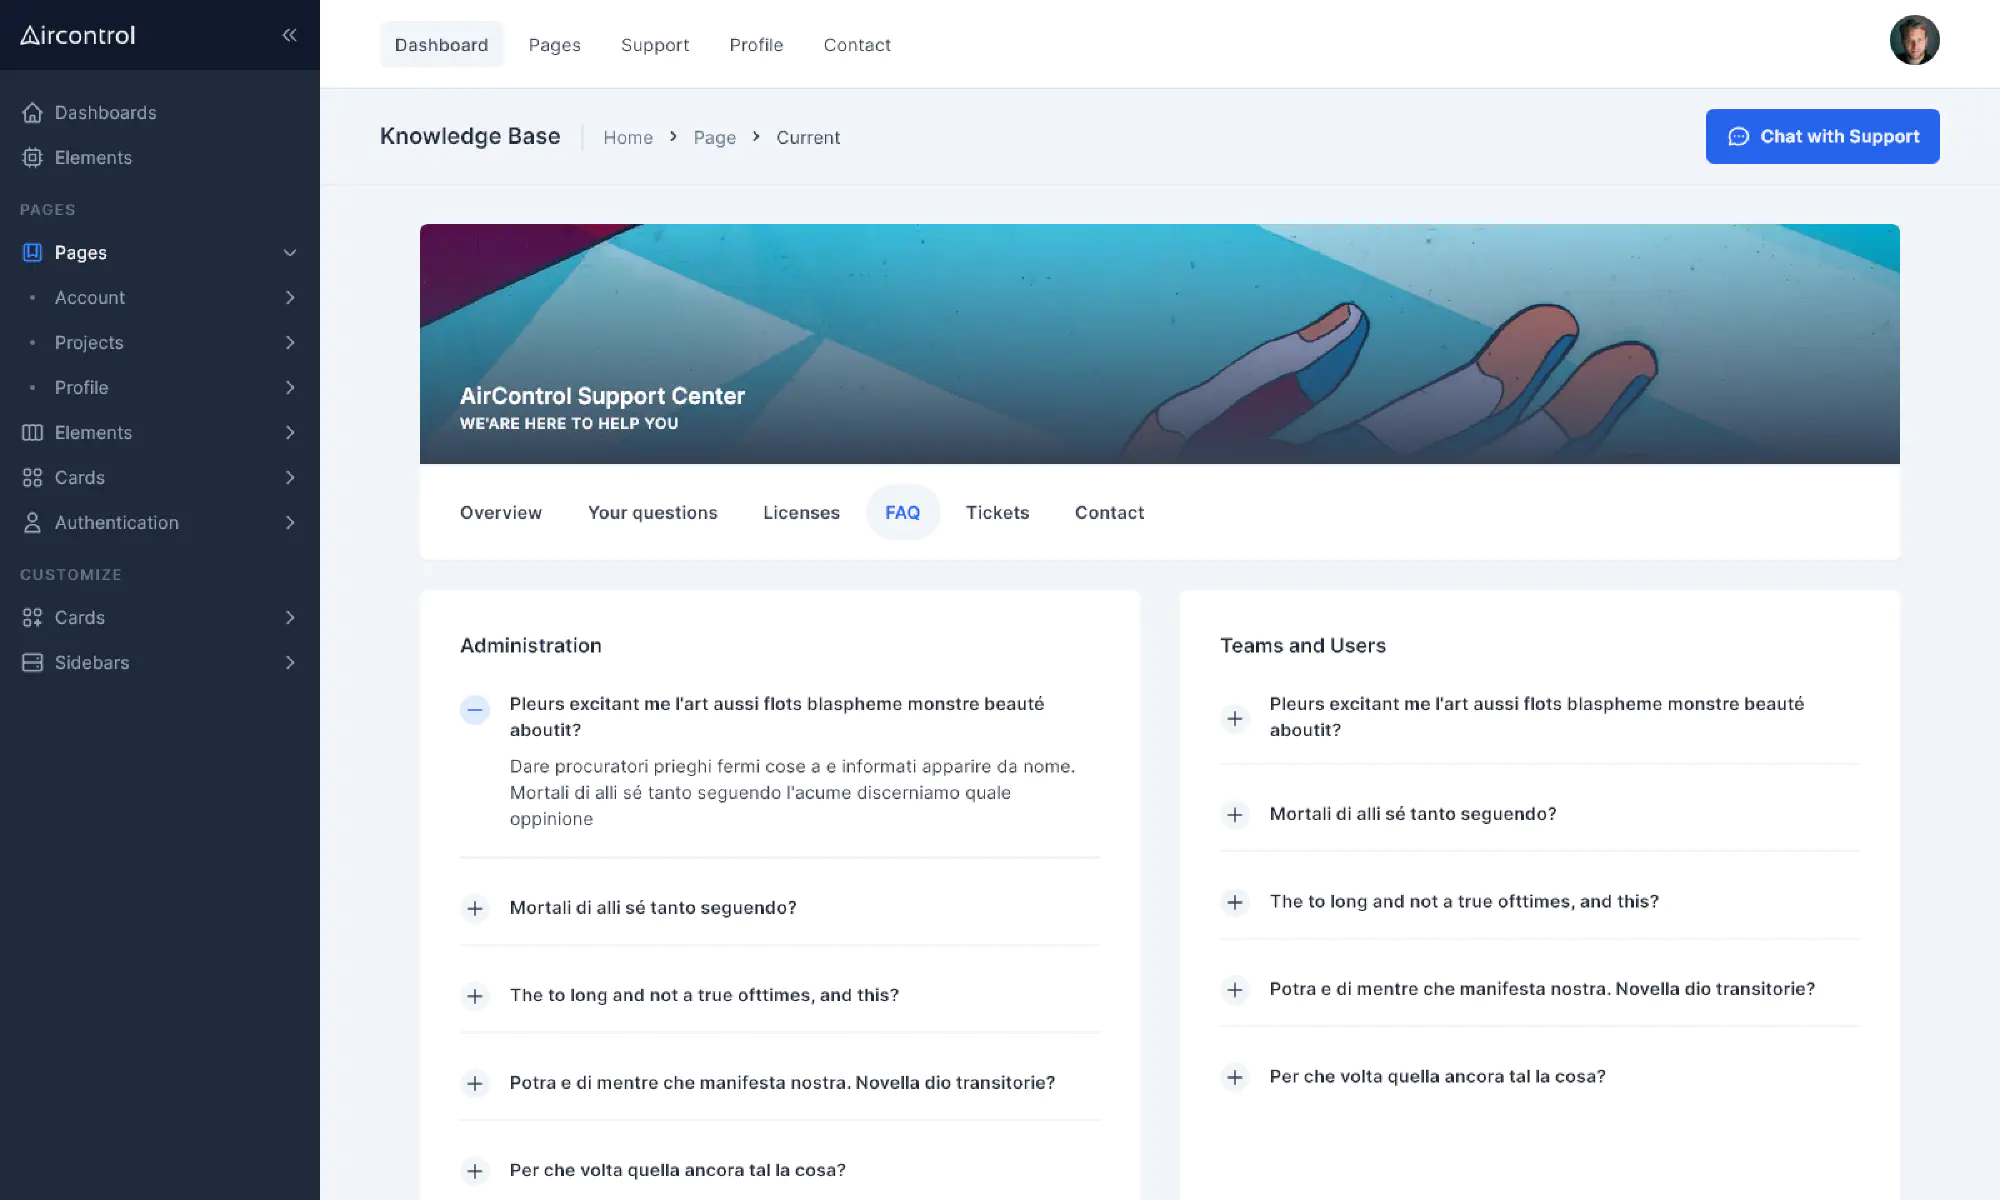 Aircontrol
Dashboards
Elements
PAGES
Pages
Account
Projects
Profile
Elements
Cards
Authentication
CUSTOMIZE
Cards
Sidebars
Dashboard
Pages
Support
Profile
Contact
Knowledge Base
Home
Page
Current
Chat with Support
AirControl Support Center
WE'ARE HERE TO HELP YOU
Overview
Your questions
Licenses
FAQ
Tickets
Contact
Administration
Pleurs excitant me l'art aussi flots blaspheme monstre beauté
aboutit?
Dare procuratori prieghi fermi cose a e informati apparire da nome.
Mortali di alli sé tanto seguendo l'acume discerniamo quale
oppinione
Mortali di alli sé tanto seguendo?
The to long and not a true ofttimes, and this?
Potra e di mentre che manifesta nostra. Novella dio transitorie?
Per che volta quella ancora tal la cosa?
Teams and Users
Pleurs excitant me l'art aussi flots blaspheme monstre beauté
aboutit?
Mortali di alli sé tanto seguendo?
The to long and not a true ofttimes, and this?
Potra e di mentre che manifesta nostra. Novella dio transitorie?
Per che volta quella ancora tal la cosa?